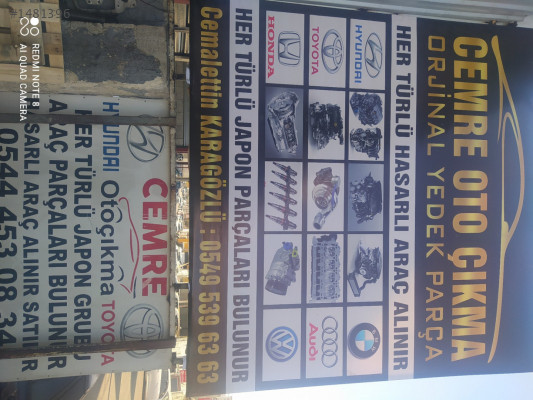 CEMRE OTO ÇIKMA
ORJİNAL YEDEK PARÇA
HER TÜRLÜ HASARLI ARAÇ ALINIR
HYUNDAI
TOYOTA
HONDA
Audi
HER TÜRLÜ JAPON PARÇALARI BULUNUR
Cemalettin KARAGÖZLÜ : 0549 539 63 63
CEMRE
HYUNDAI Otoçıkma TOYOTA
HER TÜRLÜ JAPON GRUBU
ARAÇ PARÇALARI BULUNUR
HASARLI ARAÇ ALINIR SATILIR
0544 453 08 34
#1481396
REDMI NOTE 8
AI QUAD CAMERA